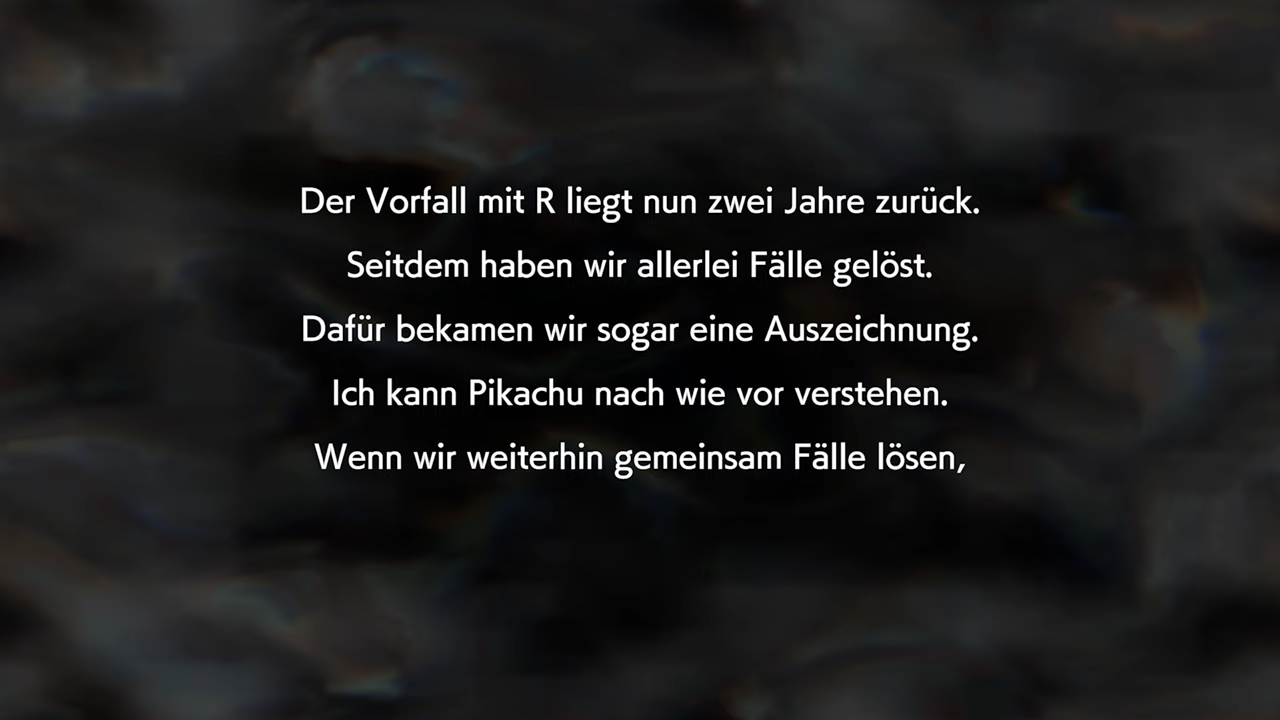 Der Vorfall mit R liegt nun zwei Jahre zurück.
Seitdem haben wir allerlei Fälle gelöst.
Dafür bekamen wir sogar eine Auszeichnung.
Ich kann Pikachu nach wie vor verstehen.
Wenn wir weiterhin gemeinsam Fälle lösen,